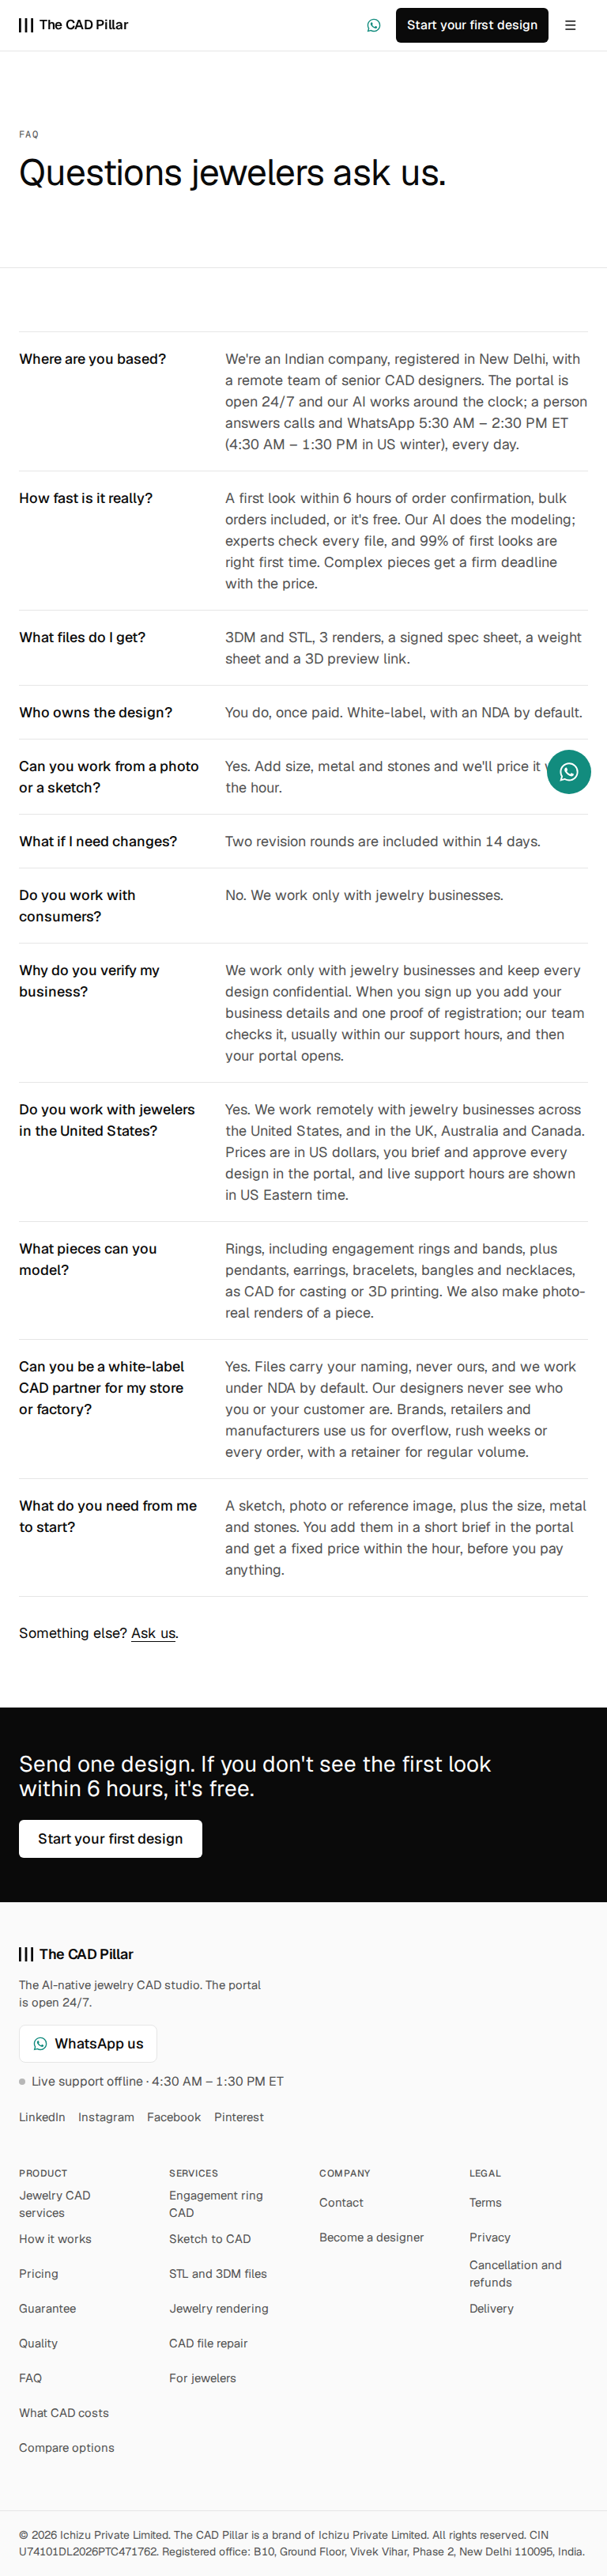 The CAD Pillar
Start your first design
FAQ
Questions jewelers ask us.
Where are you based?
We're an Indian company, registered in New Delhi, with
a remote team of senior CAD designers. The portal is
open 24/7 and our AI works around the clock; a person
answers calls and WhatsApp 5:30 AM – 2:30 PM ET
(4:30 AM – 1:30 PM in US winter), every day.
How fast is it really?
A first look within 6 hours of order confirmation, bulk
orders included, or it's free. Our AI does the modeling;
experts check every file, and 99% of first looks are
right first time. Complex pieces get a firm deadline
with the price.
What files do I get?
3DM and STL, 3 renders, a signed spec sheet, a weight
sheet and a 3D preview link.
Who owns the design?
You do, once paid. White-label, with an NDA by default.
Can you work from a photo
or a sketch?
Yes. Add size, metal and stones and we'll price it
the hour.
What if I need changes?
Two revision rounds are included within 14 days.
Do you work with
consumers?
No. We work only with jewelry businesses.
Why do you verify my
business?
We work only with jewelry businesses and keep every
design confidential. When you sign up you add your
business details and one proof of registration; our team
checks it, usually within our support hours, and then
your portal opens.
Do you work with jewelers
in the United States?
Yes. We work remotely with jewelry businesses across
the United States, and in the UK, Australia and Canada.
Prices are in US dollars, you brief and approve every
design in the portal, and live support hours are shown
in US Eastern time.
What pieces can you
model?
Rings, including engagement rings and bands, plus
pendants, earrings, bracelets, bangles and necklaces,
as CAD for casting or 3D printing. We also make photo-
real renders of a piece.
Can you be a white-label
CAD partner for my store
or factory?
Yes. Files carry your naming, never ours, and we work
under NDA by default. Our designers never see who
you or your customer are. Brands, retailers and
manufacturers use us for overflow, rush weeks or
every order, with a retainer for regular volume.
What do you need from me
to start?
A sketch, photo or reference image, plus the size, metal
and stones. You add them in a short brief in the portal
and get a fixed price within the hour, before you pay
anything.
Something else? Ask us.
Send one design. If you don't see the first look
within 6 hours, it's free.
Start your first design
The CAD Pillar
The AI-native jewelry CAD studio. The portal
is open 24/7.
WhatsApp us
Live support offline · 4:30 AM – 1:30 PM ET
LinkedIn Instagram Facebook Pinterest
PRODUCT
Jewelry CAD
services
How it works
Pricing
Guarantee
Quality
FAQ
What CAD costs
Compare options
SERVICES
Engagement ring
CAD
Sketch to CAD
STL and 3DM files
Jewelry rendering
CAD file repair
For jewelers
COMPANY
Contact
Become a designer
LEGAL
Terms
Privacy
Cancellation and
refunds
Delivery
© 2026 Ichizu Private Limited. The CAD Pillar is a brand of Ichizu Private Limited. All rights reserved. CIN
U74101DL2026PTC471762. Registered office: B10, Ground Floor, Vivek Vihar, Phase 2, New Delhi 110095, India.